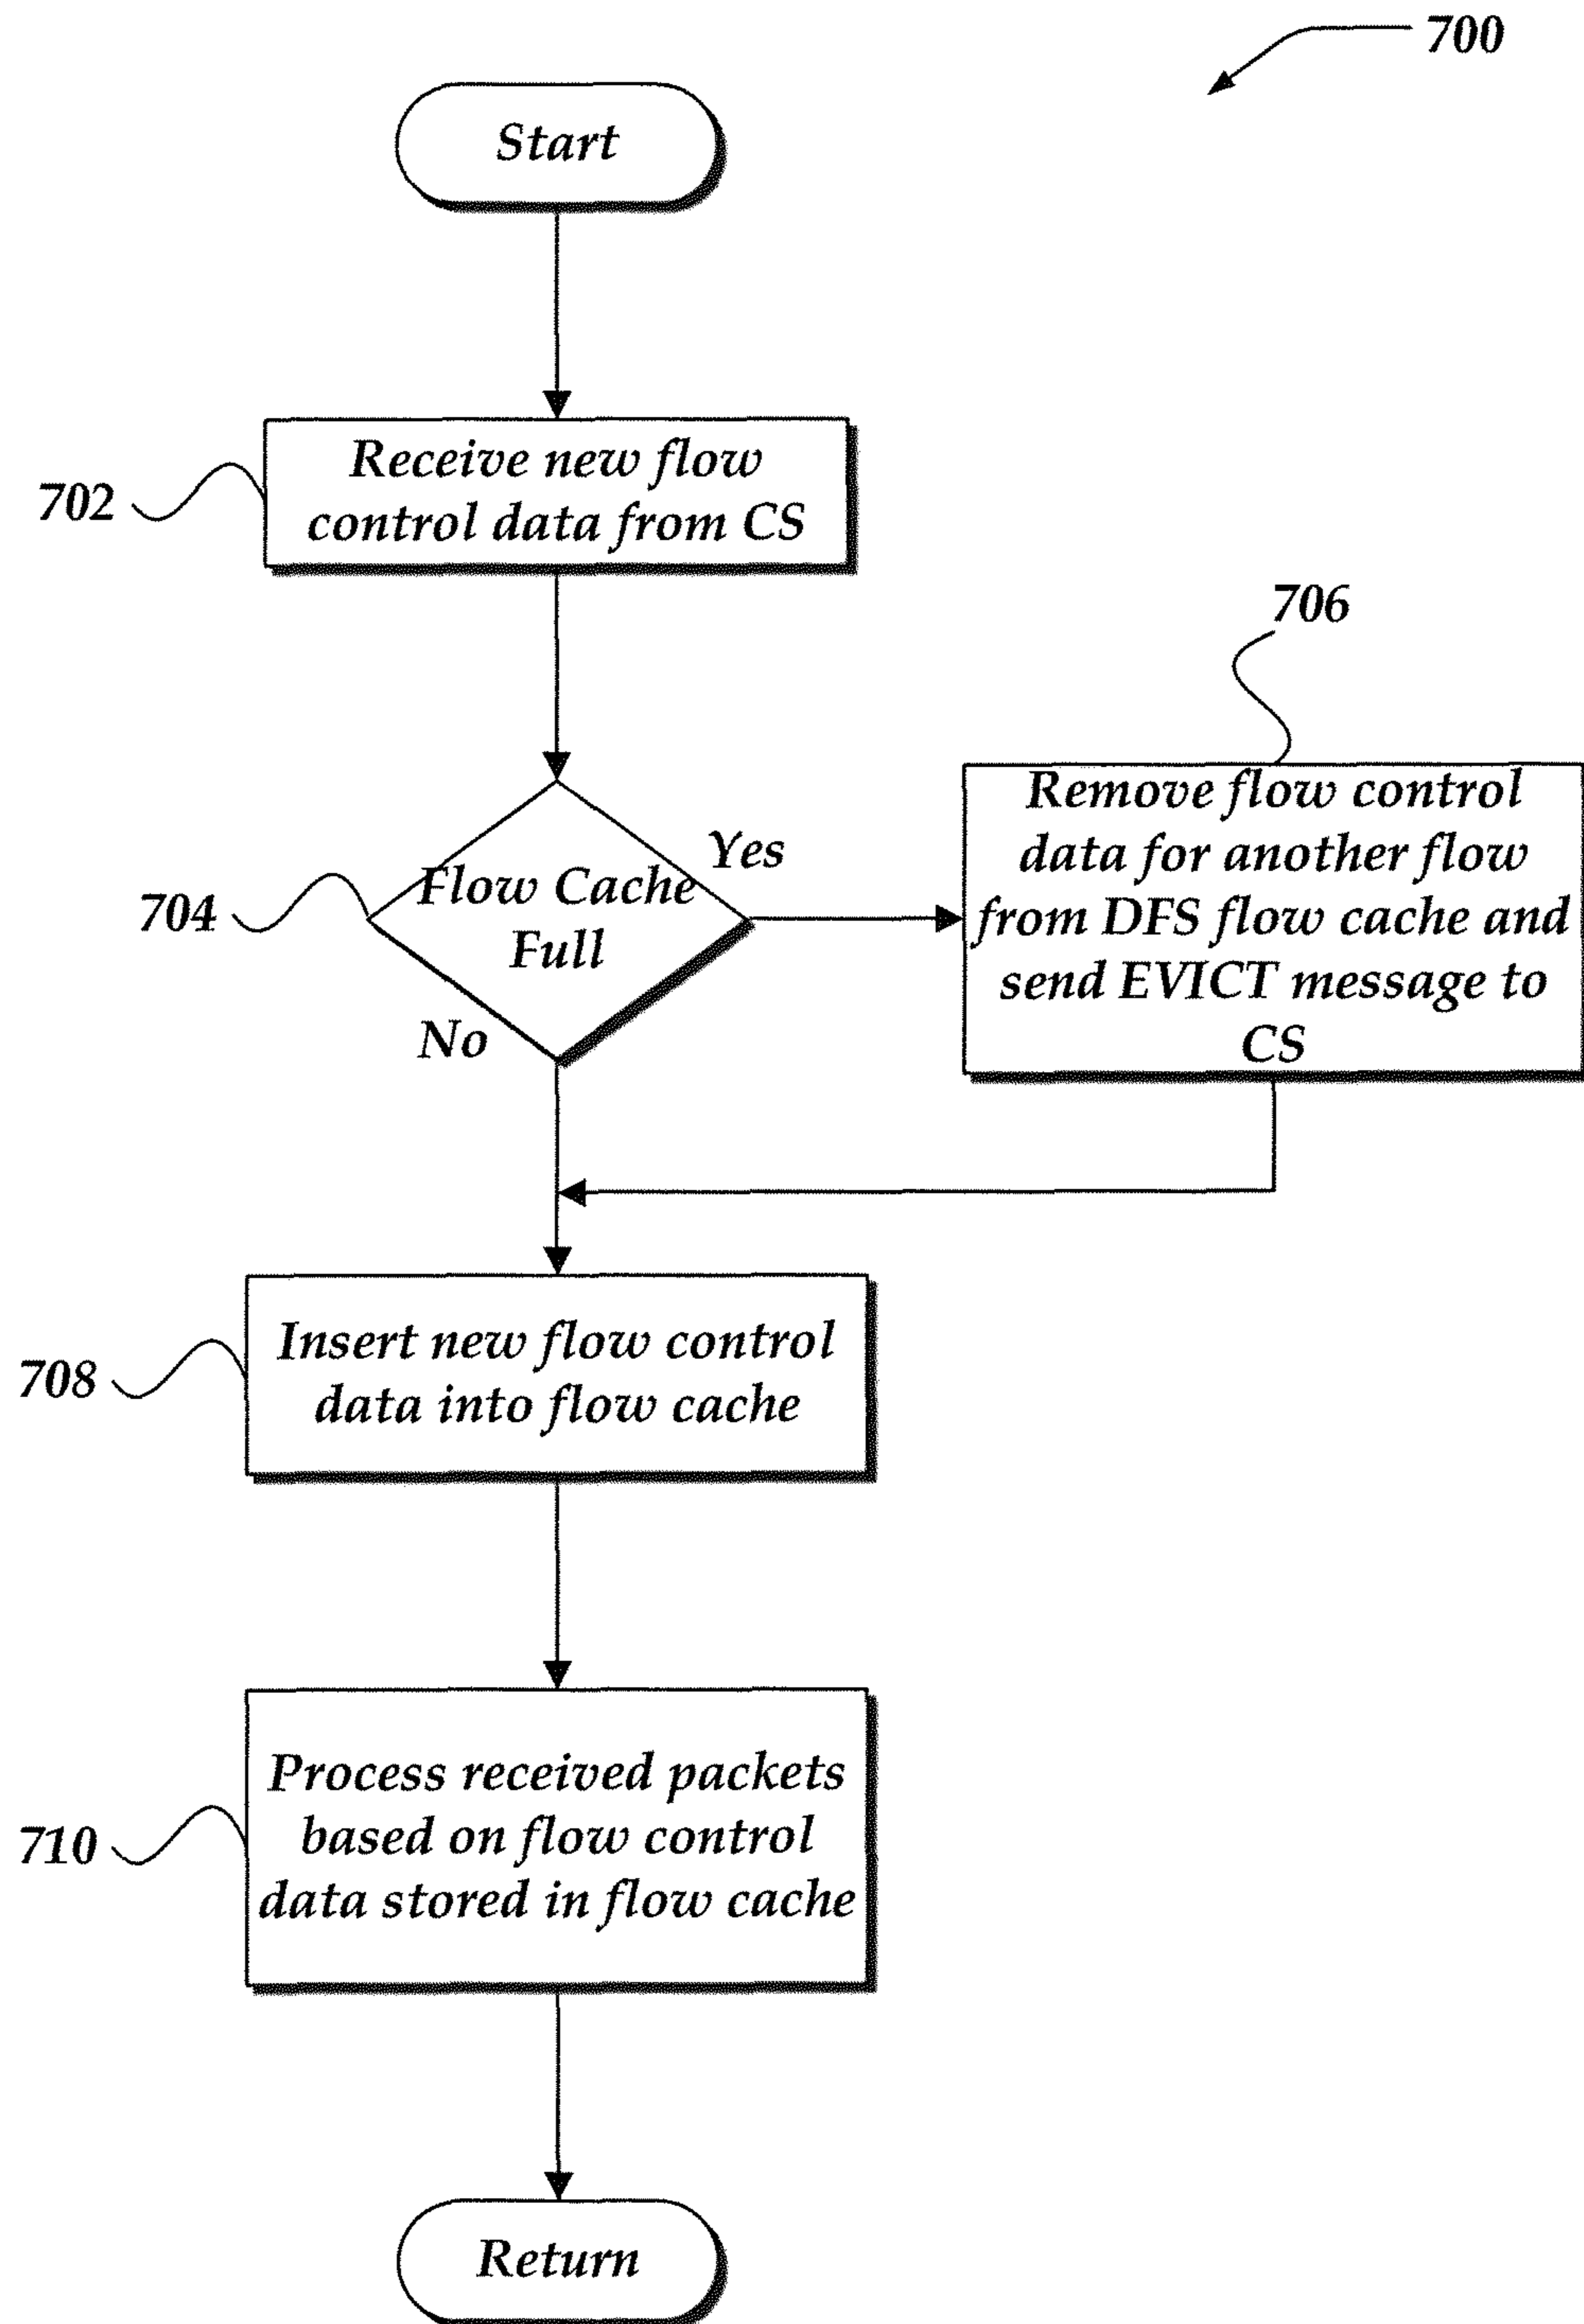 700
Start
702
Receive new flow
control data from CS
706
704
Flow Cache
Full
Yes
No
Remove flow control
data for another flow
from DFS flow cache and
send EVICT message to
CS
708
Insert new flow control
data into flow cache
710
Process received packets
based on flow control
data stored in flow cache
Return